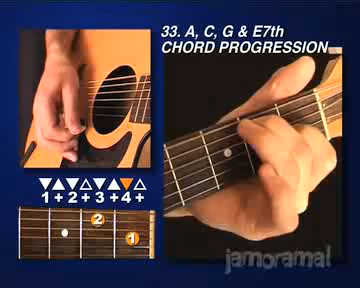 33. A, C, G & E7th
CHORD PROGRESSION
1 + 2 + 3 + 4 +
2
1
jamorama!